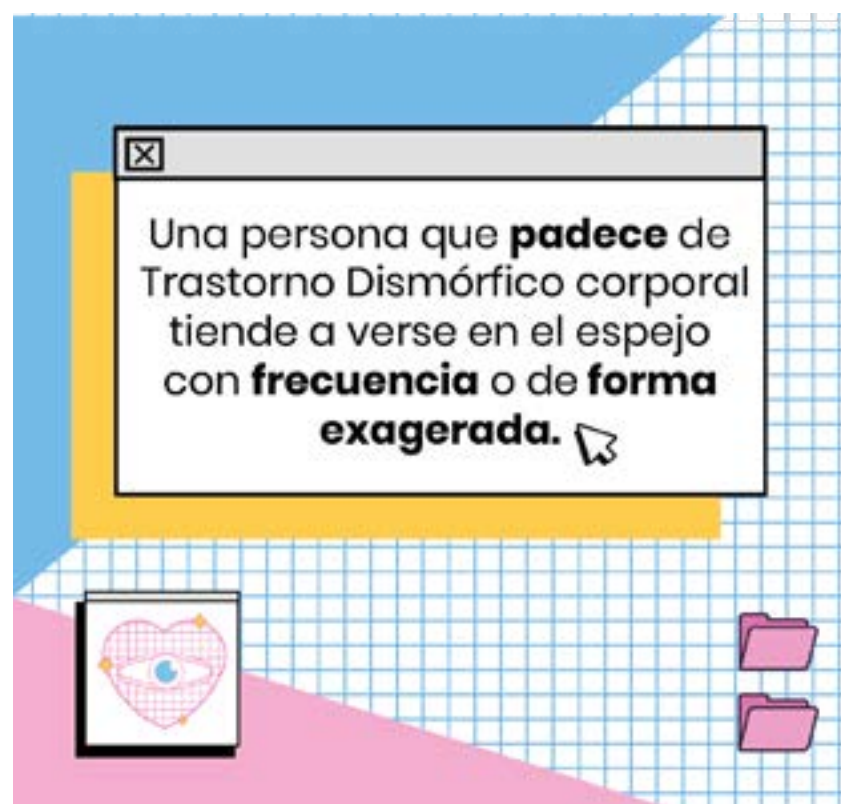 Una persona que padece de
Trastorno Dismórfico corporal
tiende a verse en el espejo
con frecuencia o de forma
exagerada.